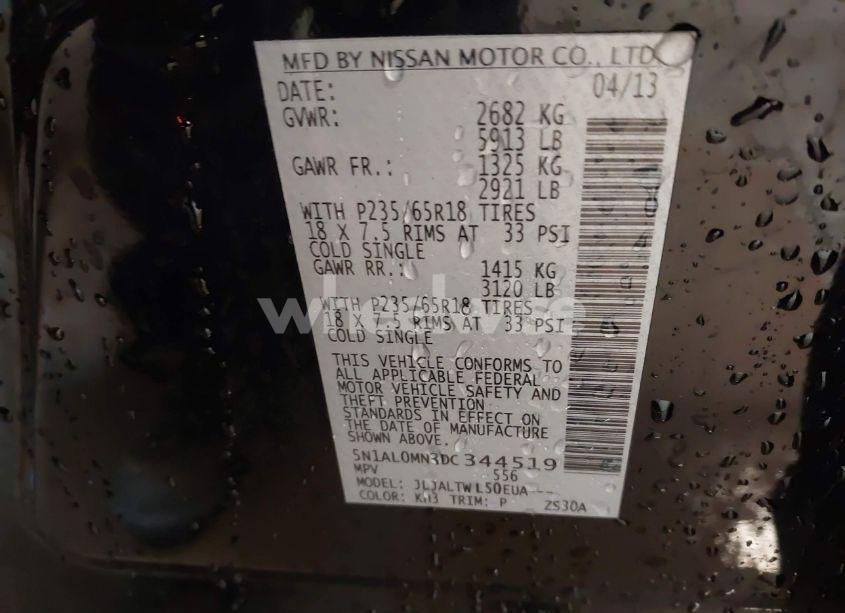 MFD BY NISSAN MOTOR CO., LTD.
DATE: 04/13
GVWR: 2682 KG
5913 LB
GAWR FR.: 1325 KG
2921 LB
WITH P235/65R18 TIRES
18 X 7.5 RIMS AT 33 PSI
COLD SINGLE
GAWR RR.: 1415 KG
3120 LB
WITH P235/65R18 TIRES
18 X 7.5 RIMS AT 33 PSI
COLD SINGLE
THIS VEHICLE CONFORMS TO
ALL APPLICABLE FEDERAL
MOTOR VEHICLE SAFETY AND
THEFT PREVENTION
STANDARDS IN EFFECT ON
THE DATE OF MANUFACTURE
SHOWN ABOVE.
5N1AL0MN3DC344519
MPV 556
MODEL: JLJALTWL50EUA---
COLOR: KH3 TRIM: P ZS30A